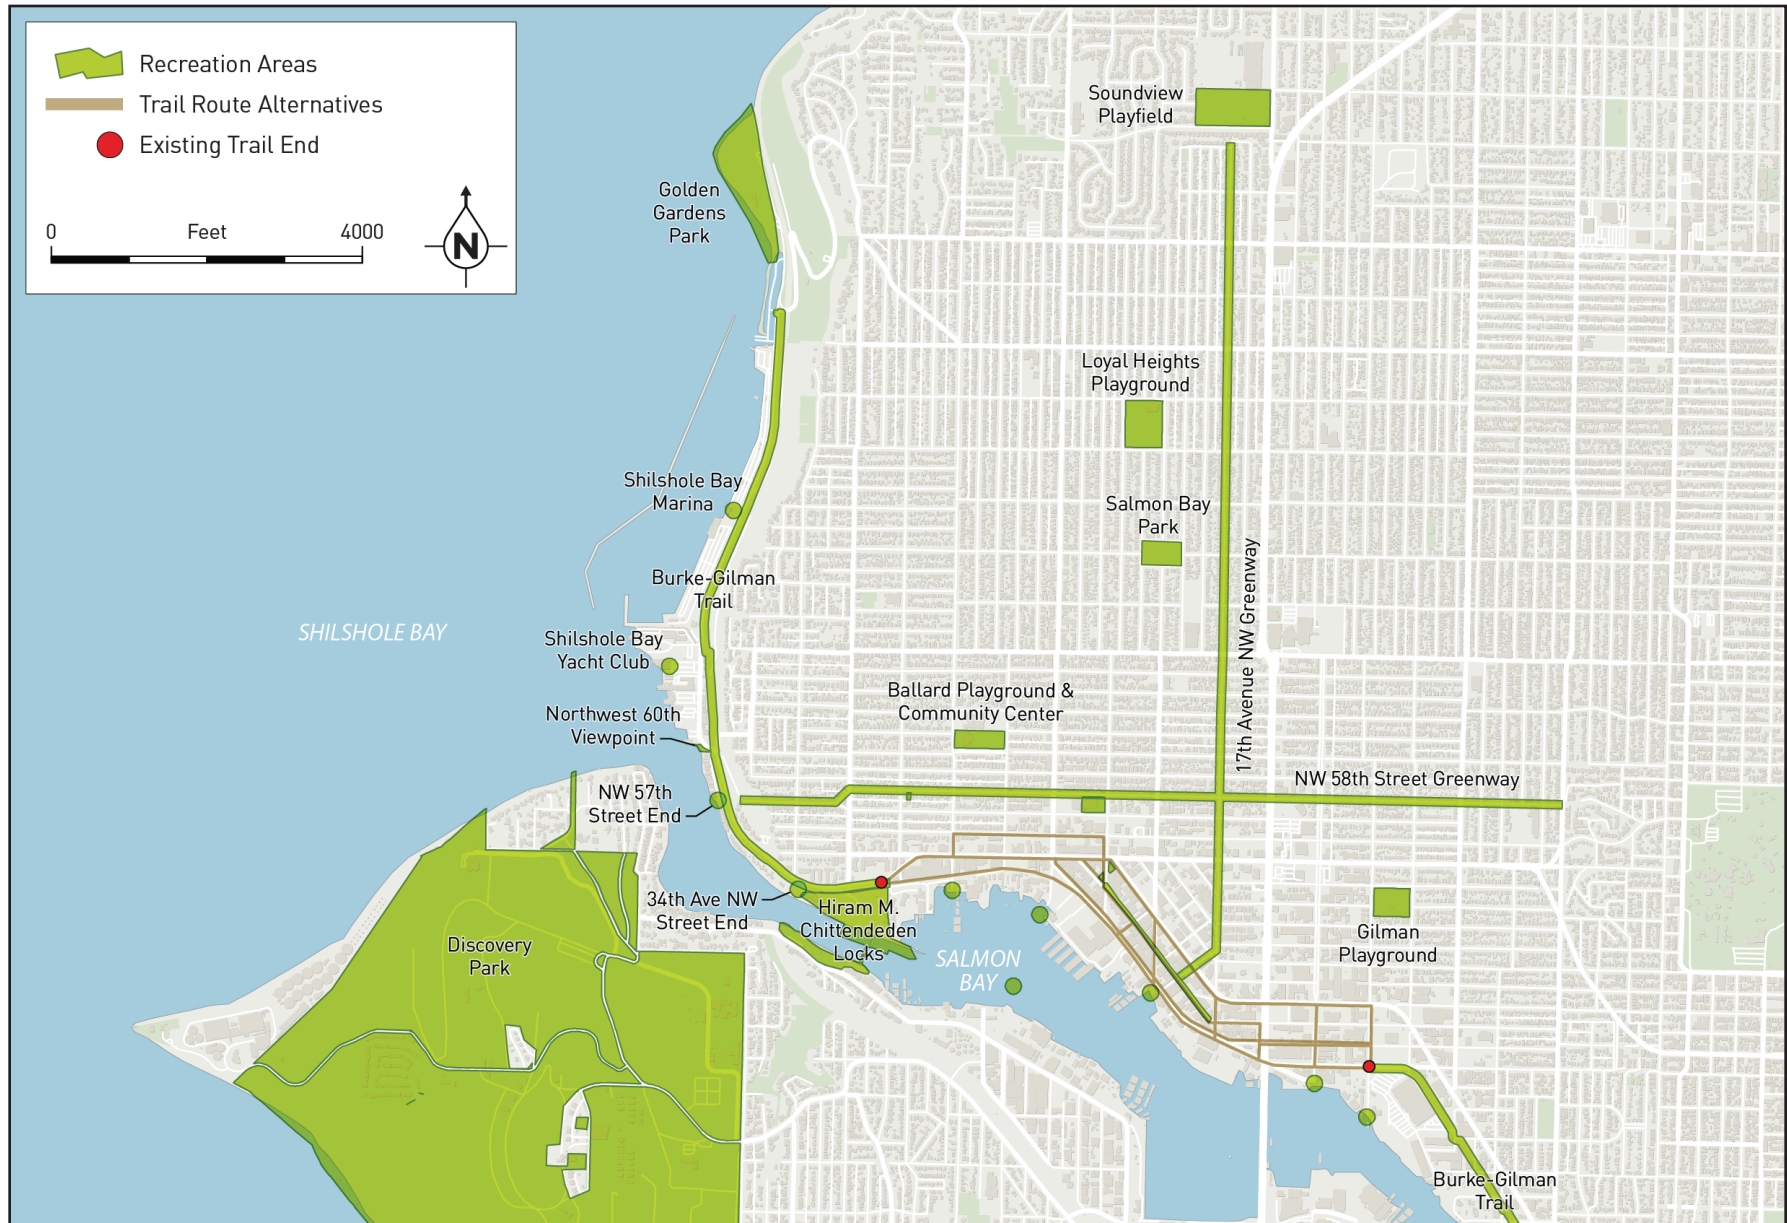 Recreation Areas
Trail Route Alternatives
Existing Trail End
0 Feet 4000
N
Soundview
Playfield
Golden
Gardens
Park
Loyal Heights
Playground
Shilshole Bay
Marina
Salmon Bay
Park
Burke-Gilman
Trail
17th Avenue NW Greenway
SHILSHOLE BAY
Shilshole Bay
Yacht Club
Ballard Playground &
Community Center
Northwest 60th
Viewpoint
NW 58th Street Greenway
NW 57th
Street End
34th Ave NW
Street End
Hiram M.
Chittendeden
Locks
Discovery
Park
SALMON
BAY
Gilman
Playground
Burke-Gilman
Trail